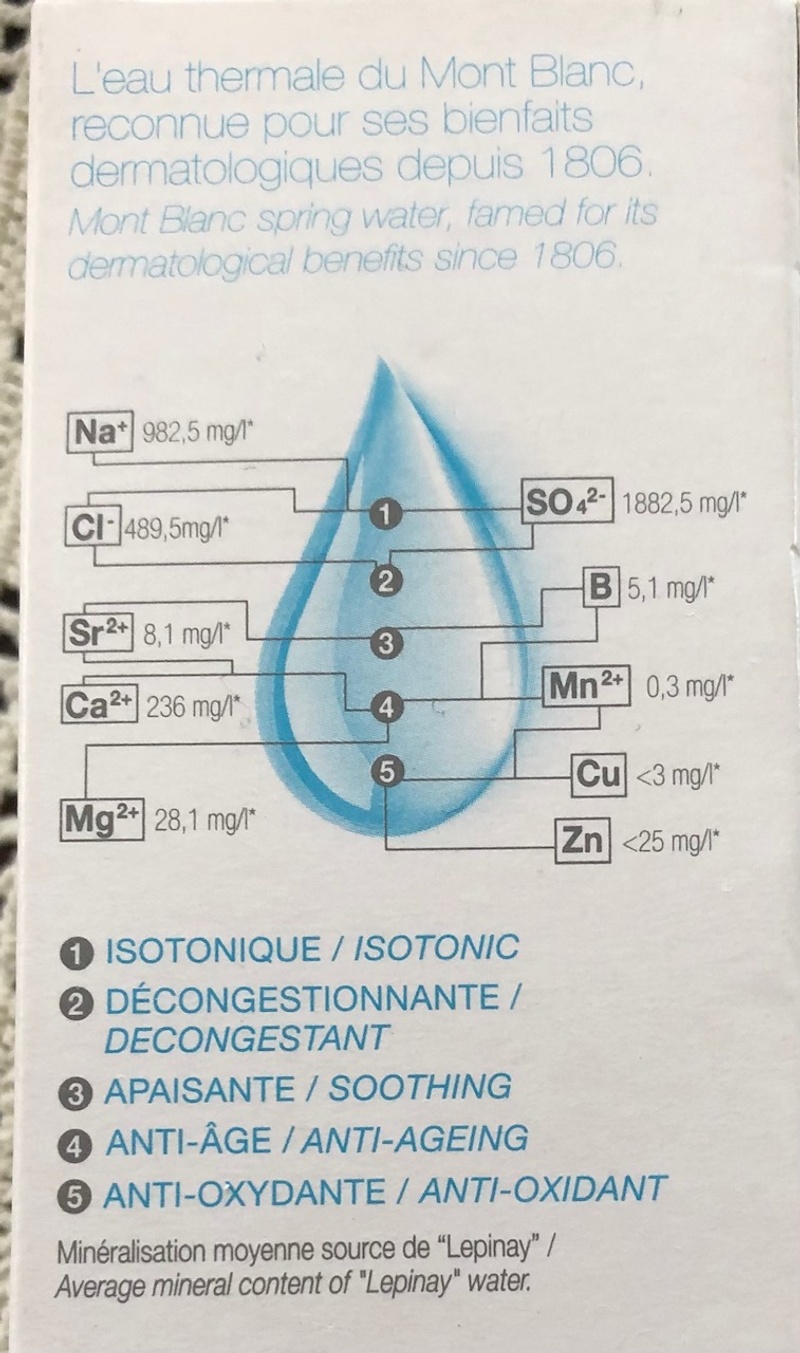 L'eau thermale du Mont Blanc,
reconnue pour ses bienfaits
dermatologiques depuis 1806.
Mont Blanc spring water, famed for its
dermatological benefits since 1806.
Na⁺ 982,5 mg/l*
Cl⁻ 489,5mg/l*
Sr²⁺ 8,1 mg/l*
Ca²⁺ 236 mg/l*
Mg²⁺ 28,1 mg/l*
1
2
3
4
5
SO₄²⁻ 1882,5 mg/l*
B 5,1 mg/l*
Mn²⁺ 0,3 mg/l*
Cu <3 mg/l*
Zn <25 mg/l*
1 ISOTONIQUE / ISOTONIC
2 DÉCONGESTIONNANTE /
DECONGESTANT
3 APAISANTE / SOOTHING
4 ANTI-ÂGE / ANTI-AGEING
5 ANTI-OXYDANTE / ANTI-OXIDANT
Minéralisation moyenne source de “Lepinay” /
Average mineral content of "Lepinay" water.